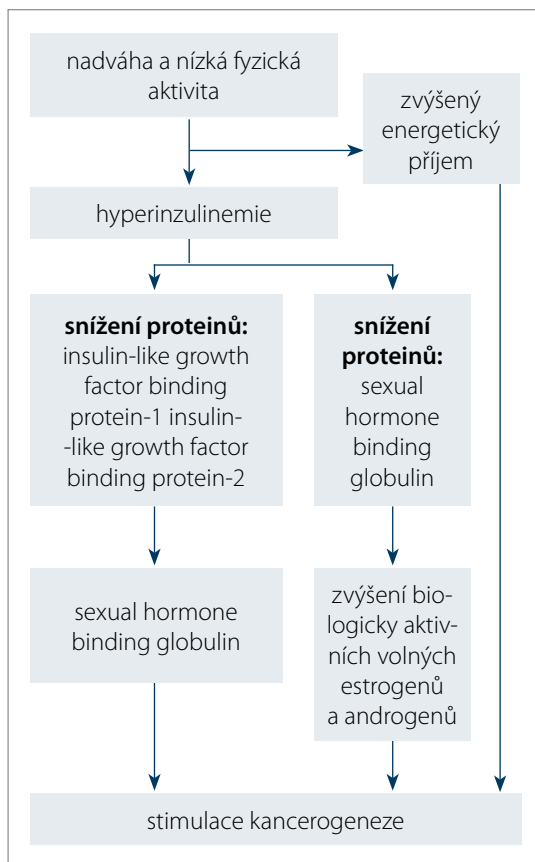 nadváha a nízká fyzická
aktivita
zvýšený
energetický
příjem
hyperinzulinemie
snížení proteinů:
insulin-like growth
factor binding
protein-1 insulin-
-like growth factor
binding protein-2
snížení
proteinů:
sexual
hormone
binding
globulin
sexual hormone
binding globulin
zvýšení bio-
logicky aktiv-
ních volných
estrogenů
a androgenů
stimulace kancerogeneze